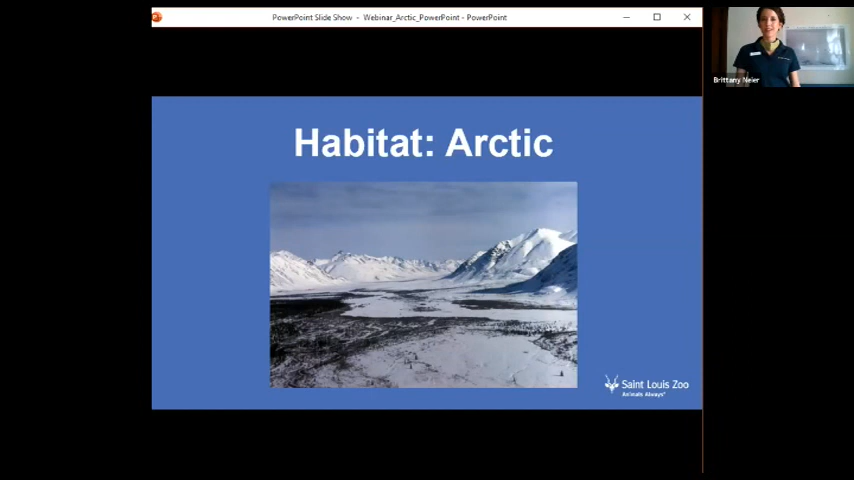 PowerPoint Slide Show - Webinar_Arctic_PowerPoint - PowerPoint
Brittany Neier
Habitat: Arctic
Saint Louis Zoo
Animals Always®